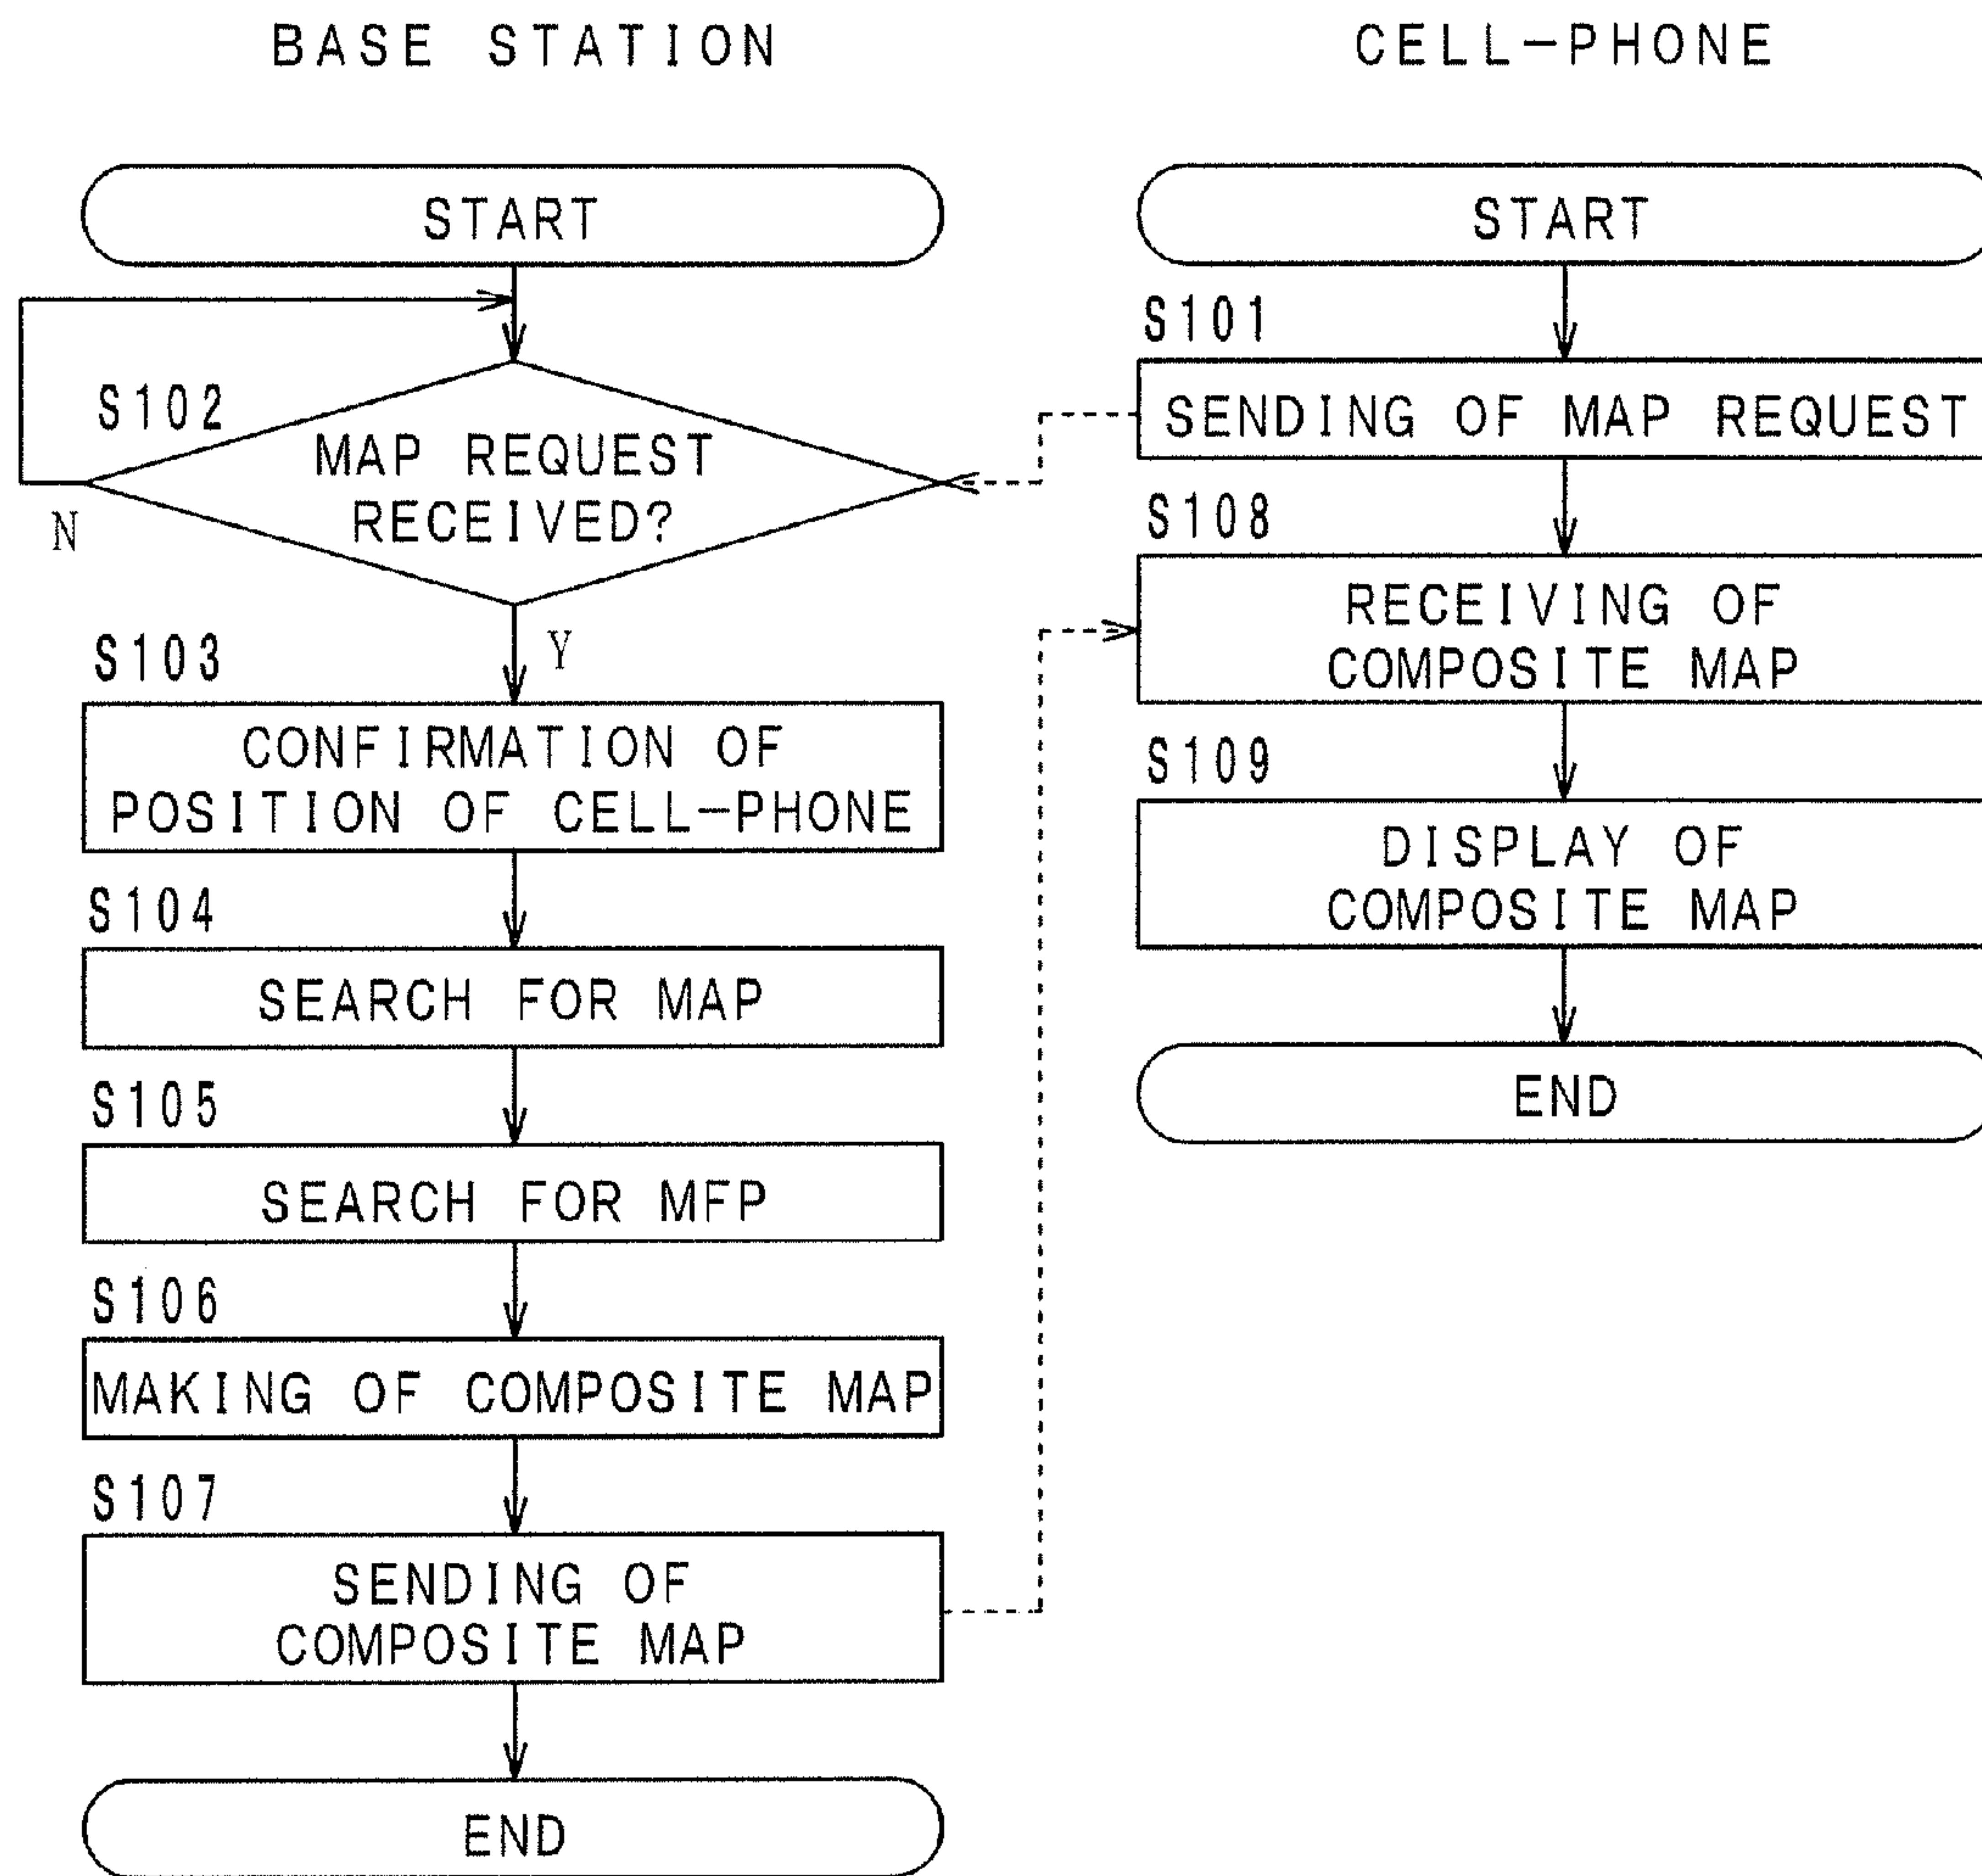 BASE STATION
START
S102
MAP REQUEST
RECEIVED?
N
Y
S103
CONFIRMATION OF
POSITION OF CELL-PHONE
S104
SEARCH FOR MAP
S105
SEARCH FOR MFP
S106
MAKING OF COMPOSITE MAP
S107
SENDING OF
COMPOSITE MAP
END
CELL-PHONE
START
S101
SENDING OF MAP REQUEST
S108
RECEIVING OF
COMPOSITE MAP
S109
DISPLAY OF
COMPOSITE MAP
END